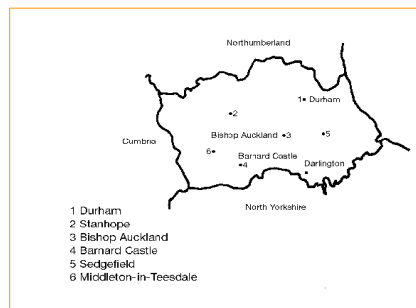 Northumberland
1 Durham
2
Cumbria
Bishop Auckland 3
5
6
Barnard Castle
4
Darlington
North Yorkshire
1 Durham
2 Stanhope
3 Bishop Auckland
4 Barnard Castle
5 Sedgefield
6 Middleton-in-Teesdale